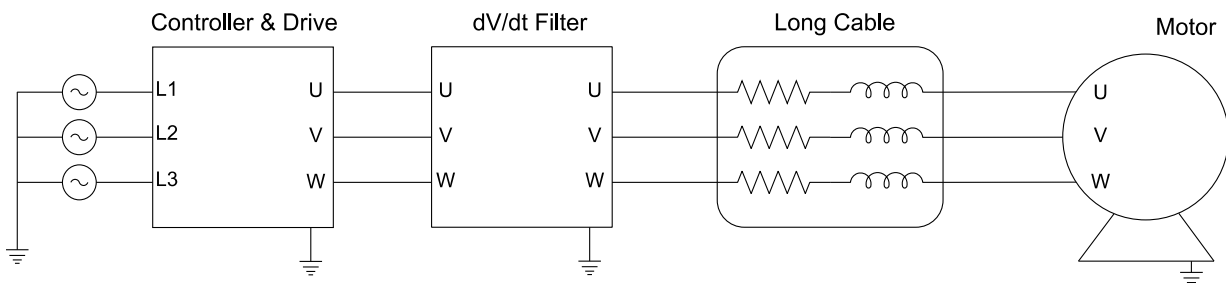 Controller & Drive
dV/dt Filter
Long Cable
Motor
L1
U
U
U
U
L2
V
V
V
V
L3
W
W
W
W